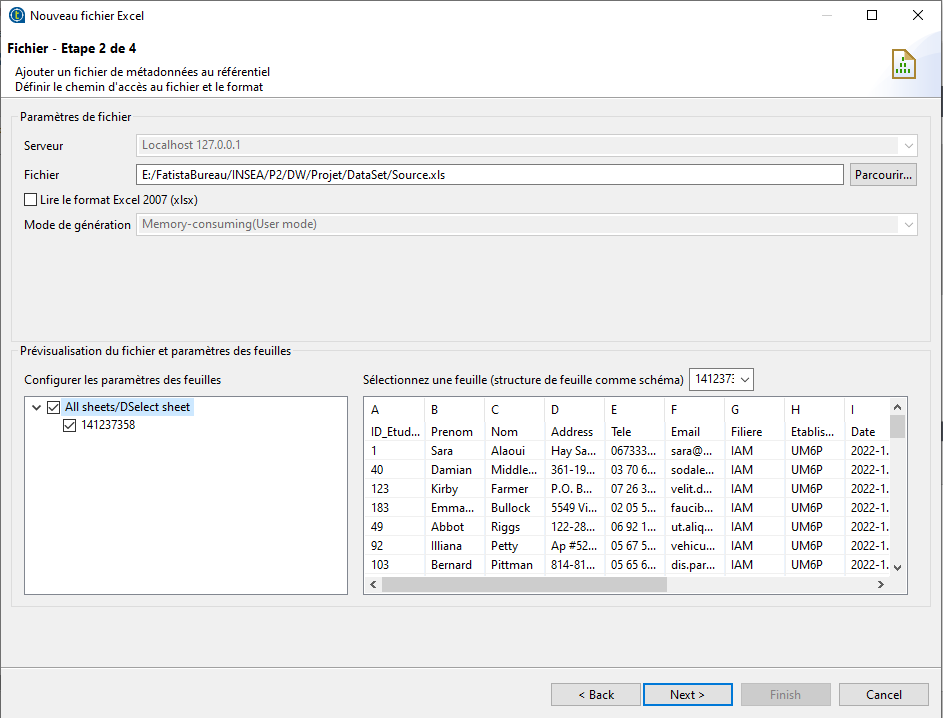 Nouveau fichier Excel
Fichier - Etape 2 de 4
Ajouter un fichier de métadonnées au référentiel
Définir le chemin d'accès au fichier et le format
Paramètres de fichier
Serveur Localhost 127.0.0.1
Fichier E:/FatistaBureau/INSEA/P2/DW/Projet/DataSet/Source.xls Parcourir...
Lire le format Excel 2007 (xlsx)
Mode de génération Memory-consuming(User mode)
Prévisualisation du fichier et paramètres des feuilles
Configurer les paramètres des feuilles
Sélectionnez une feuille (structure de feuille comme schéma) 141237
All sheets/DSelect sheet
141237358
A B C D E F G H I
ID_Etud... Prenom Nom Address Tele Email Filiere Etablis... Date
1 Sara Alaoui Hay Sa... 067333... sara@... IAM UM6P 2022-1.
40 Damian Middle... 361-19... 03 70 6... sodale... IAM UM6P 2022-1.
123 Kirby Farmer P.O. B... 07 26 3... velit.d... IAM UM6P 2022-1.
183 Emma... Bullock 5549 Vi... 02 05 5... faucib... IAM UM6P 2022-1.
49 Abbot Riggs 122-28... 06 92 1... ut.aliq... IAM UM6P 2022-1.
92 Illiana Petty Ap #52... 05 67 5... vehicu... IAM UM6P 2022-1.
103 Bernard Pittman 814-81... 05 65 6... dis.par... IAM UM6P 2022-1.
< Back Next > Finish Cancel